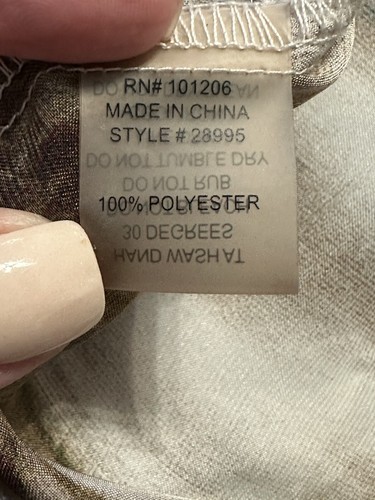 RN# 101206
MADE IN CHINA
STYLE # 28995
DO NOT TUMBLE DRY
DO NOT RUB
100% POLYESTER
30 DEGREES
HAND WASH AT